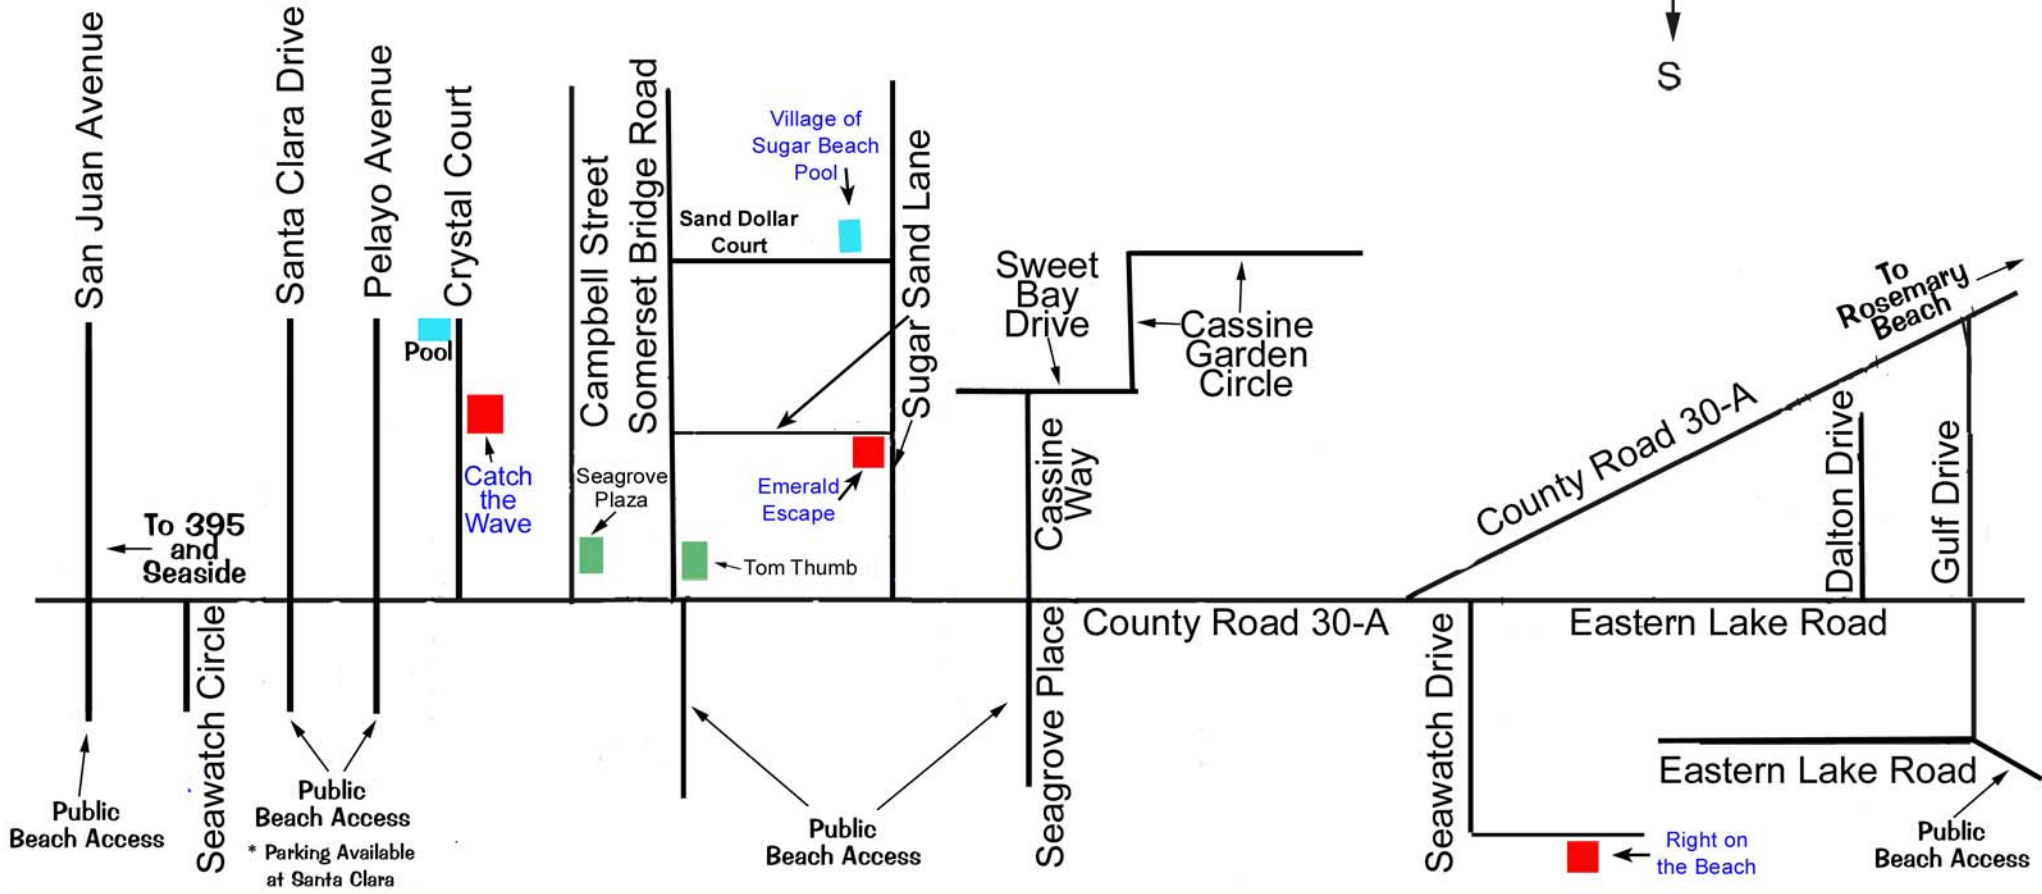 S
San Juan Avenue
Santa Clara Drive
Pelayo Avenue
Crystal Court
Campbell Street
Somerset Bridge Road
Village of
Sugar Beach
Pool
Sand Dollar
Court
Sugar Sand Lane
Sweet
Bay
Drive
Cassine
Garden
Circle
To
Rosemary
Beach
Pool
Catch
the
Wave
Seagrove
Plaza
Emerald
Escape
Tom Thumb
Cassine
Way
County Road 30-A
Dalton Drive
Gulf Drive
To 395
and
Seaside
Seawatch Circle
County Road 30-A
Eastern Lake Road
Seagrove Place
Seawatch Drive
Eastern Lake Road
Public
Beach Access
Public
Beach Access
* Parking Available
at Santa Clara
Public
Beach Access
Right on
the Beach
Public
Beach Access